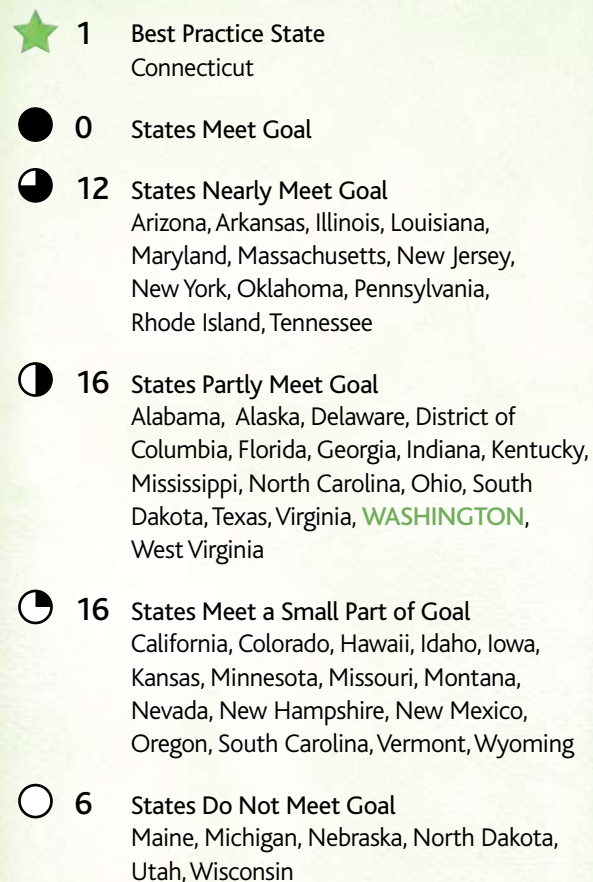 1 Best Practice State
Connecticut
0 States Meet Goal
12 States Nearly Meet Goal
Arizona, Arkansas, Illinois, Louisiana,
Maryland, Massachusetts, New Jersey,
New York, Oklahoma, Pennsylvania,
Rhode Island, Tennessee
16 States Partly Meet Goal
Alabama, Alaska, Delaware, District of
Columbia, Florida, Georgia, Indiana, Kentucky,
Mississippi, North Carolina, Ohio, South
Dakota, Texas, Virginia, WASHINGTON,
West Virginia
16 States Meet a Small Part of Goal
California, Colorado, Hawaii, Idaho, Iowa,
Kansas, Minnesota, Missouri, Montana,
Nevada, New Hampshire, New Mexico,
Oregon, South Carolina, Vermont, Wyoming
6 States Do Not Meet Goal
Maine, Michigan, Nebraska, North Dakota,
Utah, Wisconsin